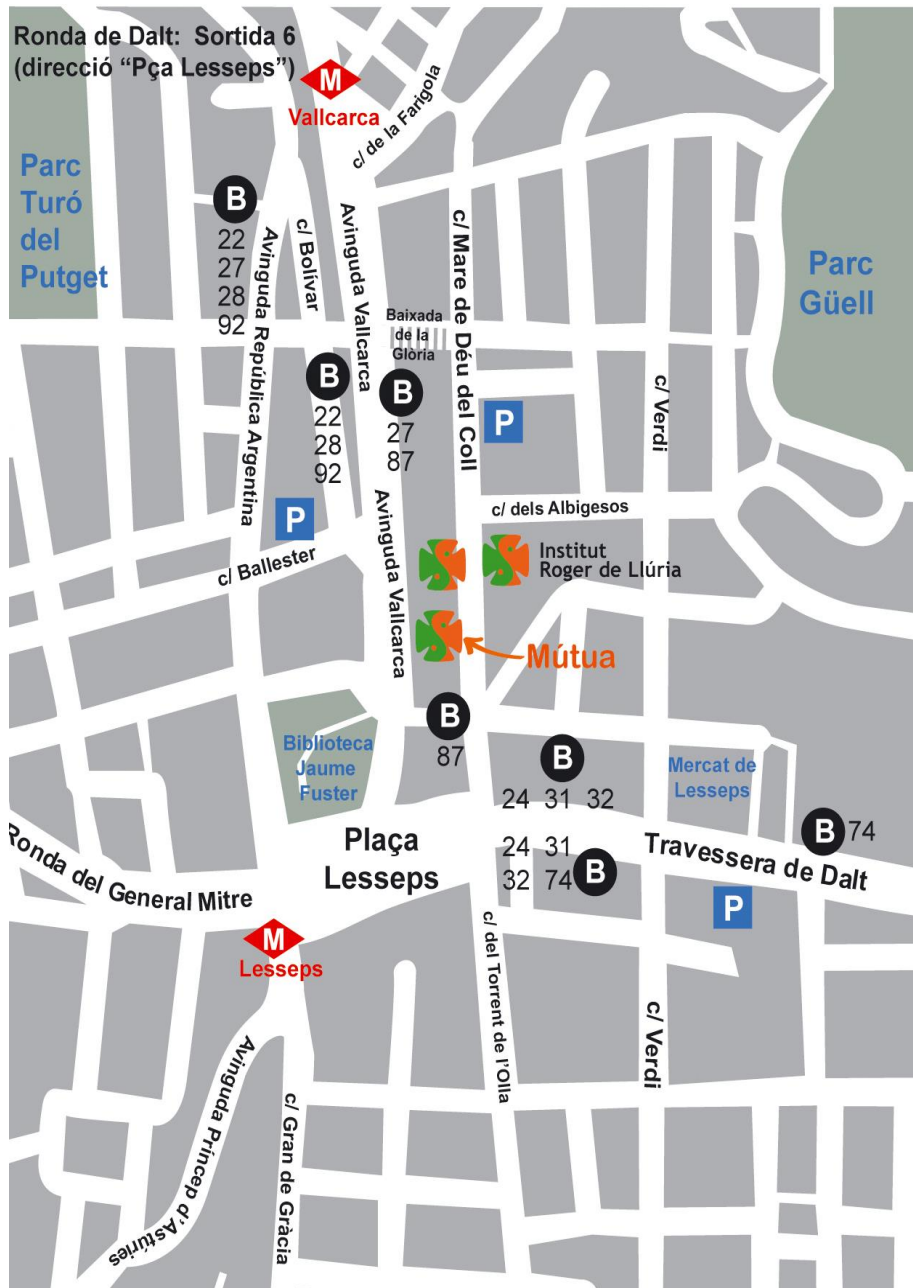 Ronda de Dalt: Sortida 6
(direcció “Pça Lesseps”)
M
Vallcarca
c/ de la Farigola
Parc
Turó
del
Putget
B
22
27
28
92
Avinguda República Argentina
c/ Bolívar
Avinguda Vallcarca
c/ Mare de Déu del Coll
Parc
Güell
Baixada
de la
Glòria
B
22
28
92
B
27
87
P
c/ Verdi
P
c/ Ballester
Avinguda Vallcarca
c/ dels Albigesos
Institut
Roger de Llúria
Mútua
B
87
Biblioteca
Jaume
Fuster
B
24 31 32
Mercat de
Lesseps
B 74
Plaça
Lesseps
24 31
32 74 B
Travessera de Dalt
P
Ronda del General Mitre
M
Lesseps
c/ del Torrent de l'Olla
c/ Verdi
Avinguda Príncep d'Astúries
c/ Gran de Gràcia